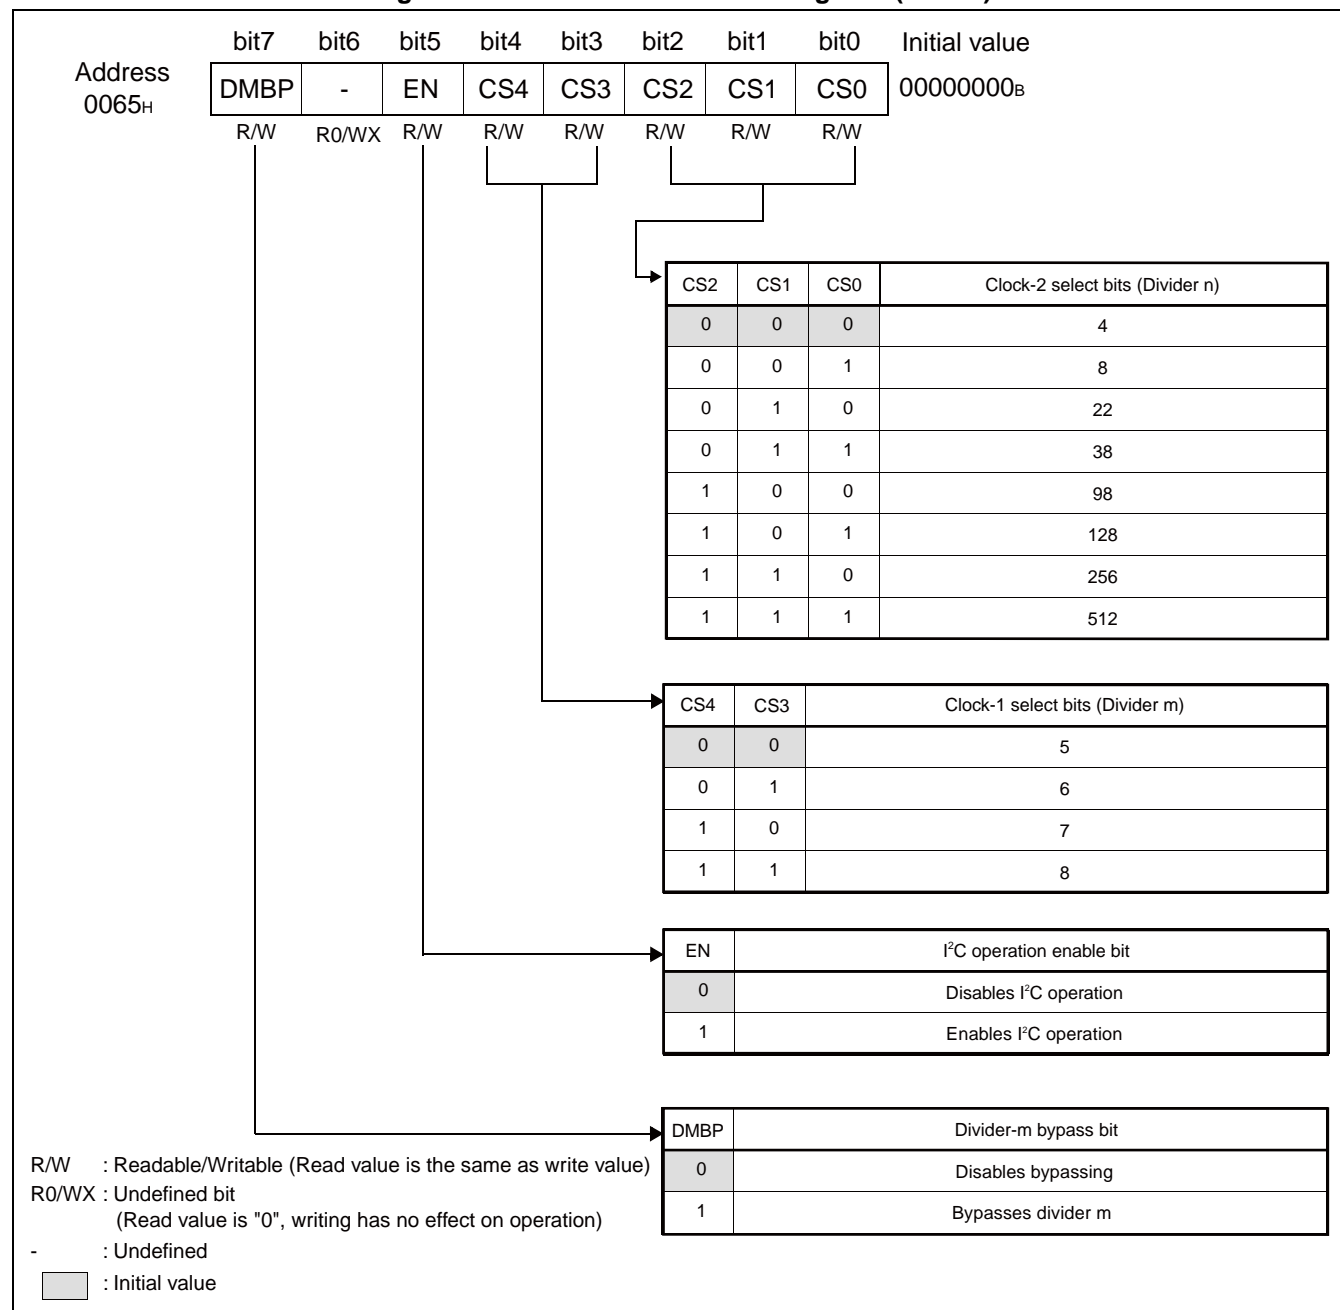 bit7 bit6 bit5 bit4 bit3 bit2 bit1 bit0 Initial value
Address
0065H
DMBP - EN CS4 CS3 CS2 CS1 CS0 00000000B
R/W R0/WX R/W R/W R/W R/W R/W R/W
CS2 CS1 CS0 Clock-2 select bits (Divider n)
0 0 0 4
0 0 1 8
0 1 0 22
0 1 1 38
1 0 0 98
1 0 1 128
1 1 0 256
1 1 1 512
CS4 CS3 Clock-1 select bits (Divider m)
0 0 5
0 1 6
1 0 7
1 1 8
EN I²C operation enable bit
0 Disables I²C operation
1 Enables I²C operation
DMBP Divider-m bypass bit
0 Disables bypassing
1 Bypasses divider m
R/W : Readable/Writable (Read value is the same as write value)
R0/WX : Undefined bit
(Read value is "0", writing has no effect on operation)
- : Undefined
: Initial value